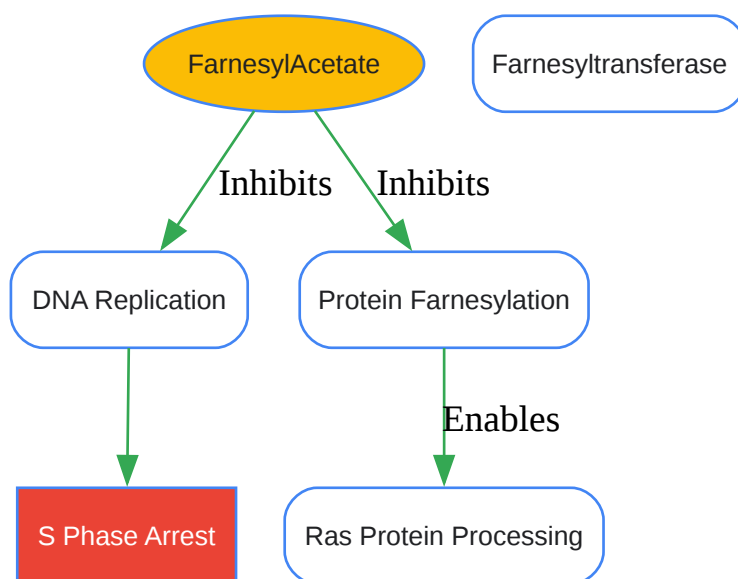 FarnesylAcetate
Farnesyltransferase
Inhibits
Inhibits
DNA Replication
Protein Farnesylation
Enables
S Phase Arrest
Ras Protein Processing